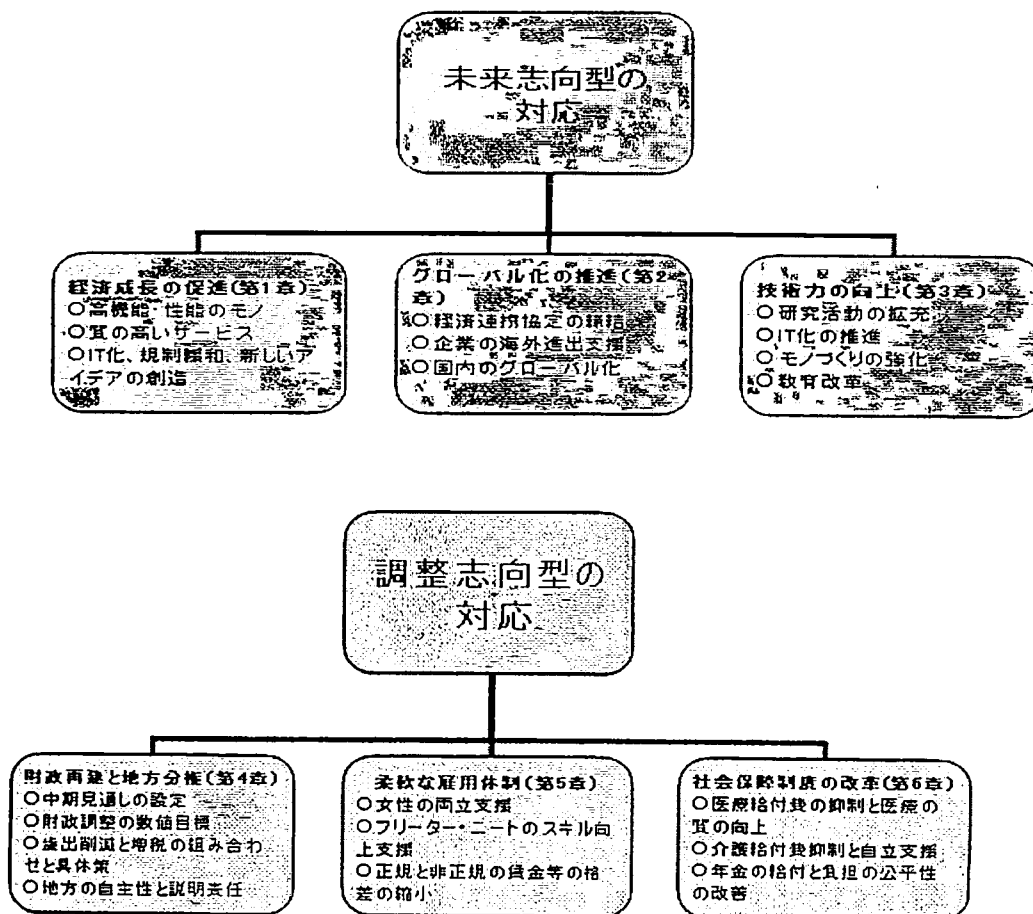 未来志向型の
対応
経済成長の促進(第1章)
○高機能・性能のモノ
○質の高いサービス
○IT化、規制緩和、新しいア
イデアの創造
グローバル化の推進(第2
章)
○経済連携協定の締結
○企業の海外進出支援
○国内のグローバル化
技術力の向上(第3章)
○研究活動の拡充
○IT化の推進
○モノづくりの強化
○教育改革
調整志向型の
対応
財政再建と地方分権(第4章)
○中期見通しの設定
○財政調整の数値目標
○歳出削減と増税の組み合わ
せと具体策
○地方の自主性と説明責任
柔軟な雇用体制(第5章)
○女性の両立支援
○フリーター・ニートのスキル向
上支援
○正規と非正規の賃金等の格
差の縮小
社会保障制度の改革(第6章)
○医療給付費の抑制と医療の
質の向上
○介護給付費抑制と自立支援
○年金の給付と負担の公平性
の改善